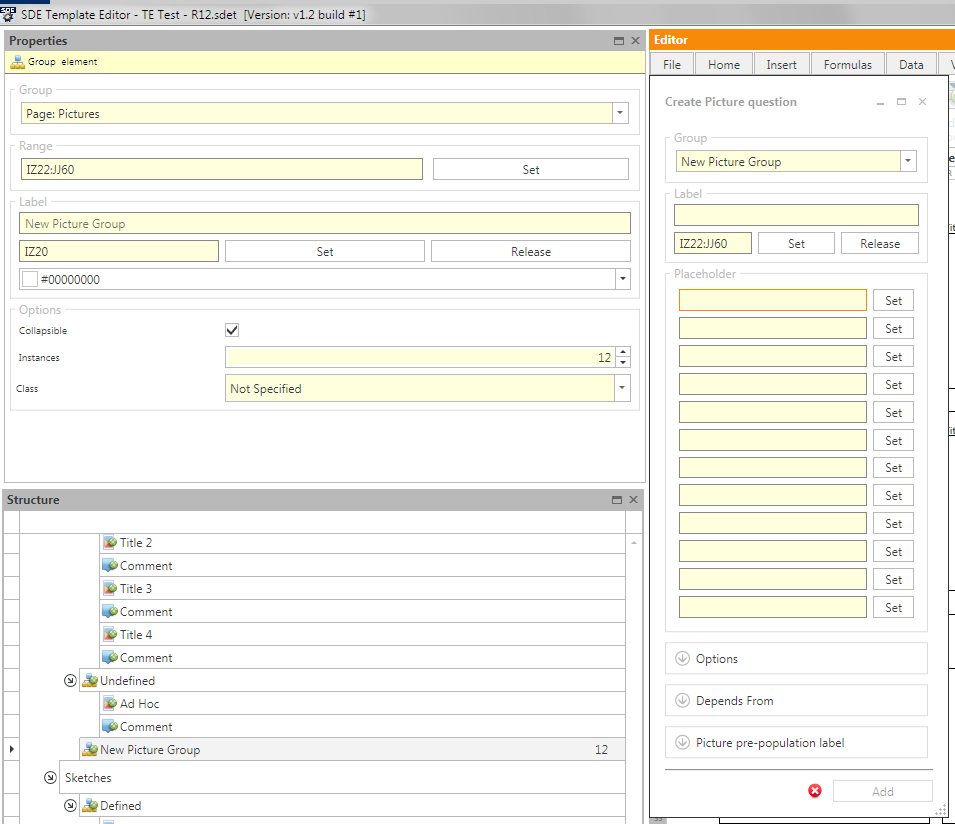 SDE Template Editor - TE Test - R12.sdet [Version: v1.2 build #1]
Properties
Group element
Group
Page: Pictures
Range
IZ22:JJ60
Set
Label
New Picture Group
IZ20
Set
Release
#00000000
Options
Collapsible
Instances
12
Class
Not Specified
Structure
Title 2
Comment
Title 3
Comment
Title 4
Comment
Undefined
Ad Hoc
Comment
New Picture Group
12
Sketches
Defined
Editor
File
Home
Insert
Formulas
Data
Create Picture question
Group
New Picture Group
Label
IZ22:JJ60
Set
Release
Placeholder
Set
Set
Set
Set
Set
Set
Set
Set
Set
Set
Set
Set
Options
Depends From
Picture pre-population label
Add